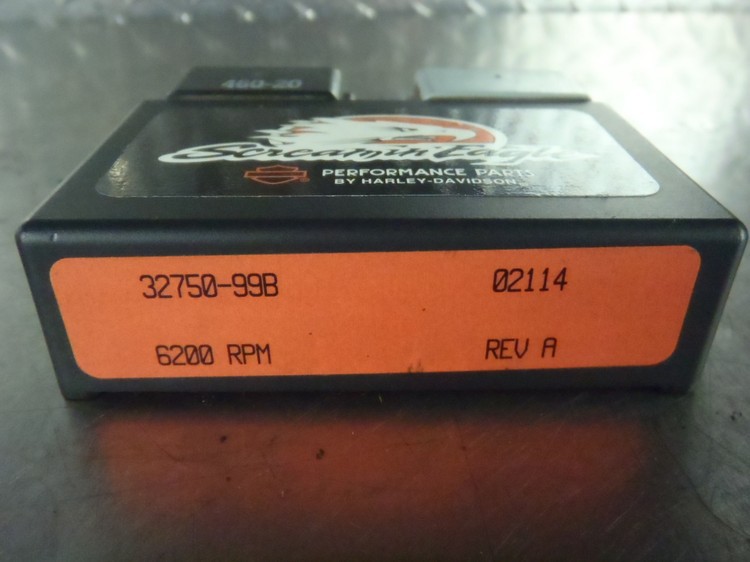 460-20
Screamin' Eagle
PERFORMANCE PARTS
BY HARLEY-DAVIDSON
32750-99B
02114
6200 RPM
REV A